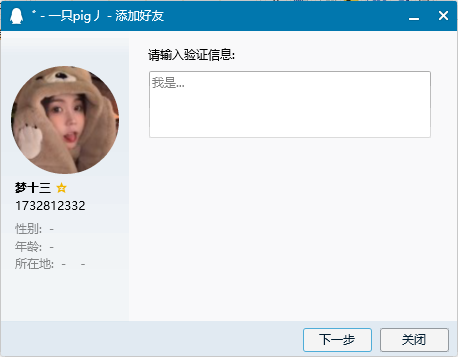 * - 一只pig丿 - 添加好友
请输入验证信息:
我是...
梦十三
1732812332
性别: -
年龄: -
所在地: - -
下一步
关闭